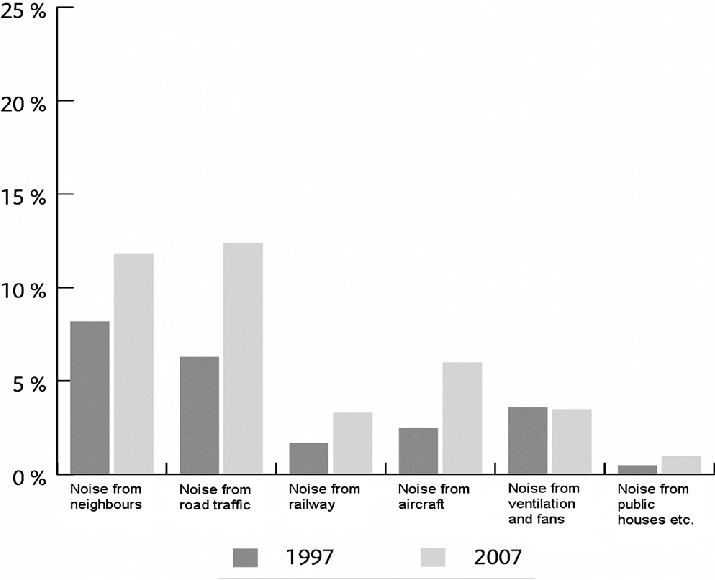 25 %
20 %
15 %
10 %
5 %
0 %
Noise from
neighbours
Noise from
road traffic
Noise from
railway
Noise from
aircraft
Noise from
ventilation
and fans
Noise from
public
houses etc.
1997
2007